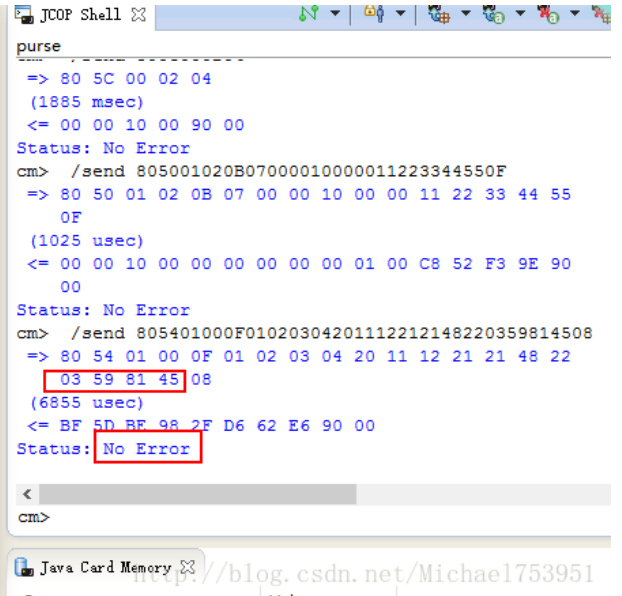 JCOP Shell
purse
=> 80 5C 00 02 04
(1885 msec)
<= 00 00 10 00 90 00
Status: No Error
cm> /send 805001020B0700001000001122334455 0F
=> 80 50 01 02 0B 07 00 00 10 00 00 11 22 33 44 55
0F
(1025 usec)
<= 00 00 10 00 00 00 00 00 00 01 00 C8 52 F3 9E 90
00
Status: No Error
cm> /send 805401000F010203042011122121482203598145 08
=> 80 54 01 00 0F 01 02 03 04 20 11 12 21 21 48 22
03 59 81 45 08
(6855 usec)
<= BF 5D BE 98 2F D6 62 E6 90 00
Status: No Error
cm>
Java Card Memory
http://blog.csdn.net/Michael753951